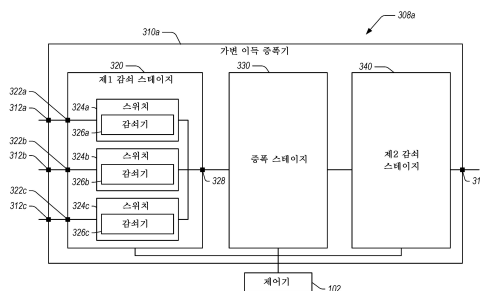 310a
308a
가변 이득 증폭기
320
330
340
제1 감쇠 스테이지
322a
324a
스위치
312a
326a
감쇠기
322b
324b
스위치
312b
326b
감쇠기
328
증폭 스테이지
제2 감쇠
스테이지
322c
324c
스위치
312c
326c
감쇠기
제어기
102